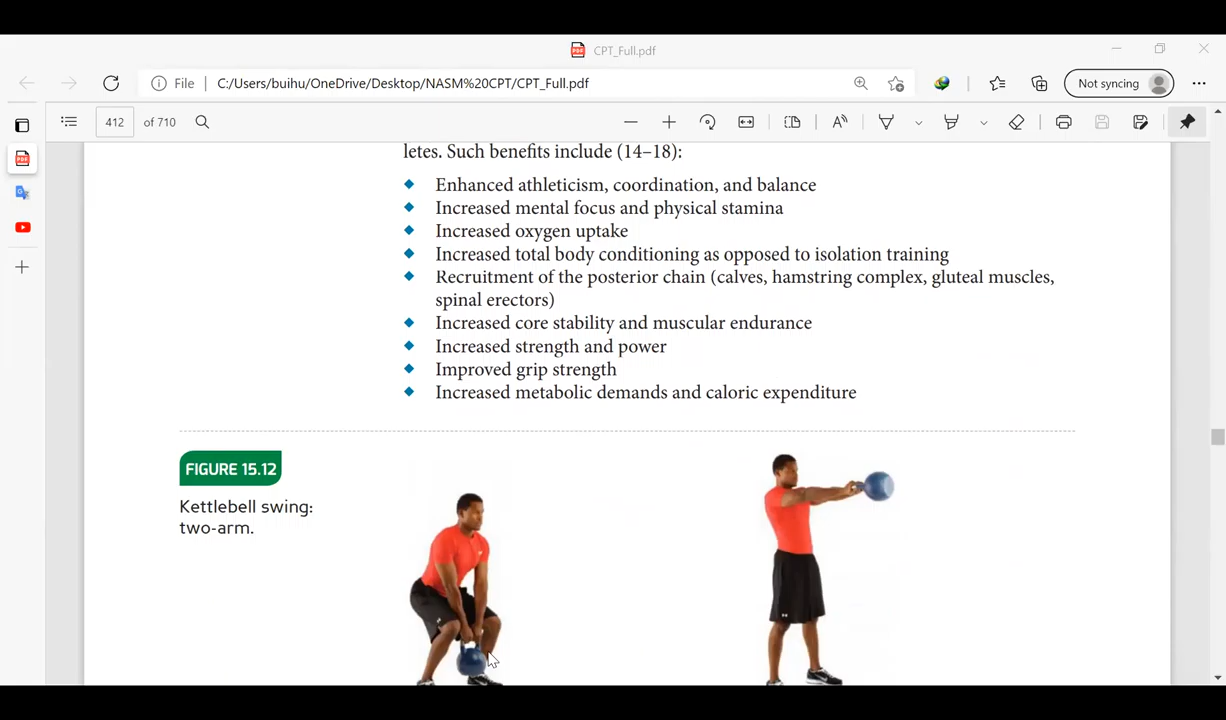 CPT_Full.pdf
File
C:/Users/buihu/OneDrive/Desktop/NASM%20CPT/CPT_Full.pdf
Not syncing
412 of 710
letes. Such benefits include (14–18):
Enhanced athleticism, coordination, and balance
Increased mental focus and physical stamina
Increased oxygen uptake
Increased total body conditioning as opposed to isolation training
Recruitment of the posterior chain (calves, hamstring complex, gluteal muscles,
spinal erectors)
Increased core stability and muscular endurance
Increased strength and power
Improved grip strength
Increased metabolic demands and caloric expenditure
FIGURE 15.12
Kettlebell swing:
two-arm.